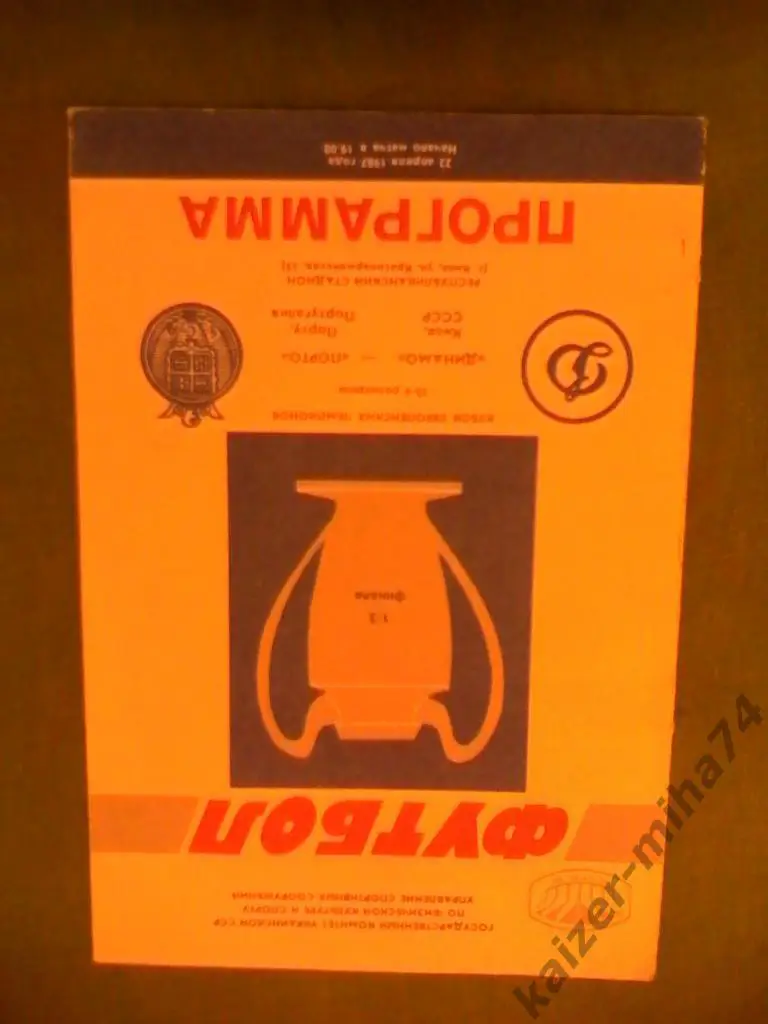 ГОСУДАРСТВЕННЫЙ КОМИТЕТ УКРАИНСКОЙ ССР
ПО ФИЗИЧЕСКОЙ КУЛЬТУРЕ И СПОРТУ
УПРАВЛЕНИЕ СПОРТИВНЫХ СООРУЖЕНИЙ
ФУТБОЛ
1/2
Финала
КУБОК ЕВРОПЕЙСКИХ ЧЕМПИОНОВ
розыгрыш
«ДИНАМО» — «ПОРТО»
Киев, Порту,
СССР Португалия
РЕСПУБЛИКАНСКИЙ СТАДИОН
(г. Киев, ул. Красноармейская, 55)
ПРОГРАММА
22 апреля 1987 года
Начало матча в 19.00
kaizer-miha74